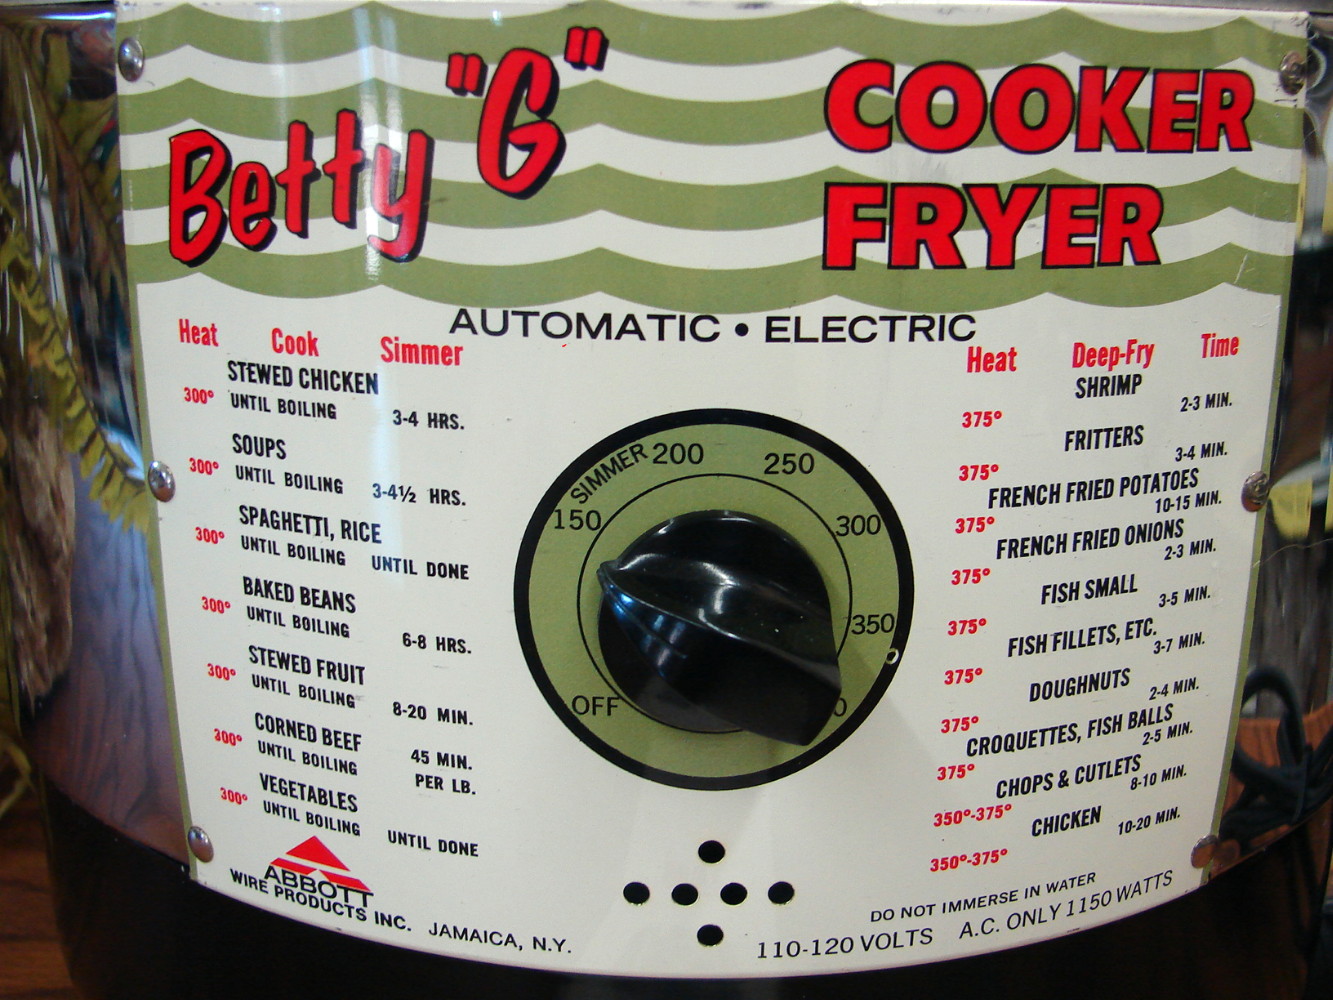 Betty "G"
COOKER
FRYER
AUTOMATIC • ELECTRIC
Heat Cook Simmer
STEWED CHICKEN
300° UNTIL BOILING 3-4 HRS.
SOUPS
300° UNTIL BOILING 3-4½ HRS.
SPAGHETTI, RICE
300° UNTIL BOILING UNTIL DONE
BAKED BEANS
300° UNTIL BOILING 6-8 HRS.
STEWED FRUIT
300° UNTIL BOILING 8-20 MIN.
CORNED BEEF
300° UNTIL BOILING 45 MIN.
PER LB.
VEGETABLES
300° UNTIL BOILING UNTIL DONE
OFF
150
SIMMER
200
250
300
350
Heat Deep-Fry Time
SHRIMP
375° 2-3 MIN.
FRITTERS
375° 3-4 MIN.
FRENCH FRIED POTATOES
375° 10-15 MIN.
FRENCH FRIED ONIONS
375° 2-3 MIN.
FISH SMALL
375° 3-5 MIN.
FISH FILLETS, ETC.
375° 3-7 MIN.
DOUGHNUTS
375° 2-4 MIN.
CROQUETTES, FISH BALLS
375° 2-5 MIN.
CHOPS & CUTLETS
350°-375° 8-10 MIN.
CHICKEN
350°-375° 10-20 MIN.
ABBOTT
WIRE PRODUCTS INC. JAMAICA, N.Y.
DO NOT IMMERSE IN WATER
110-120 VOLTS A.C. ONLY 1150 WATTS